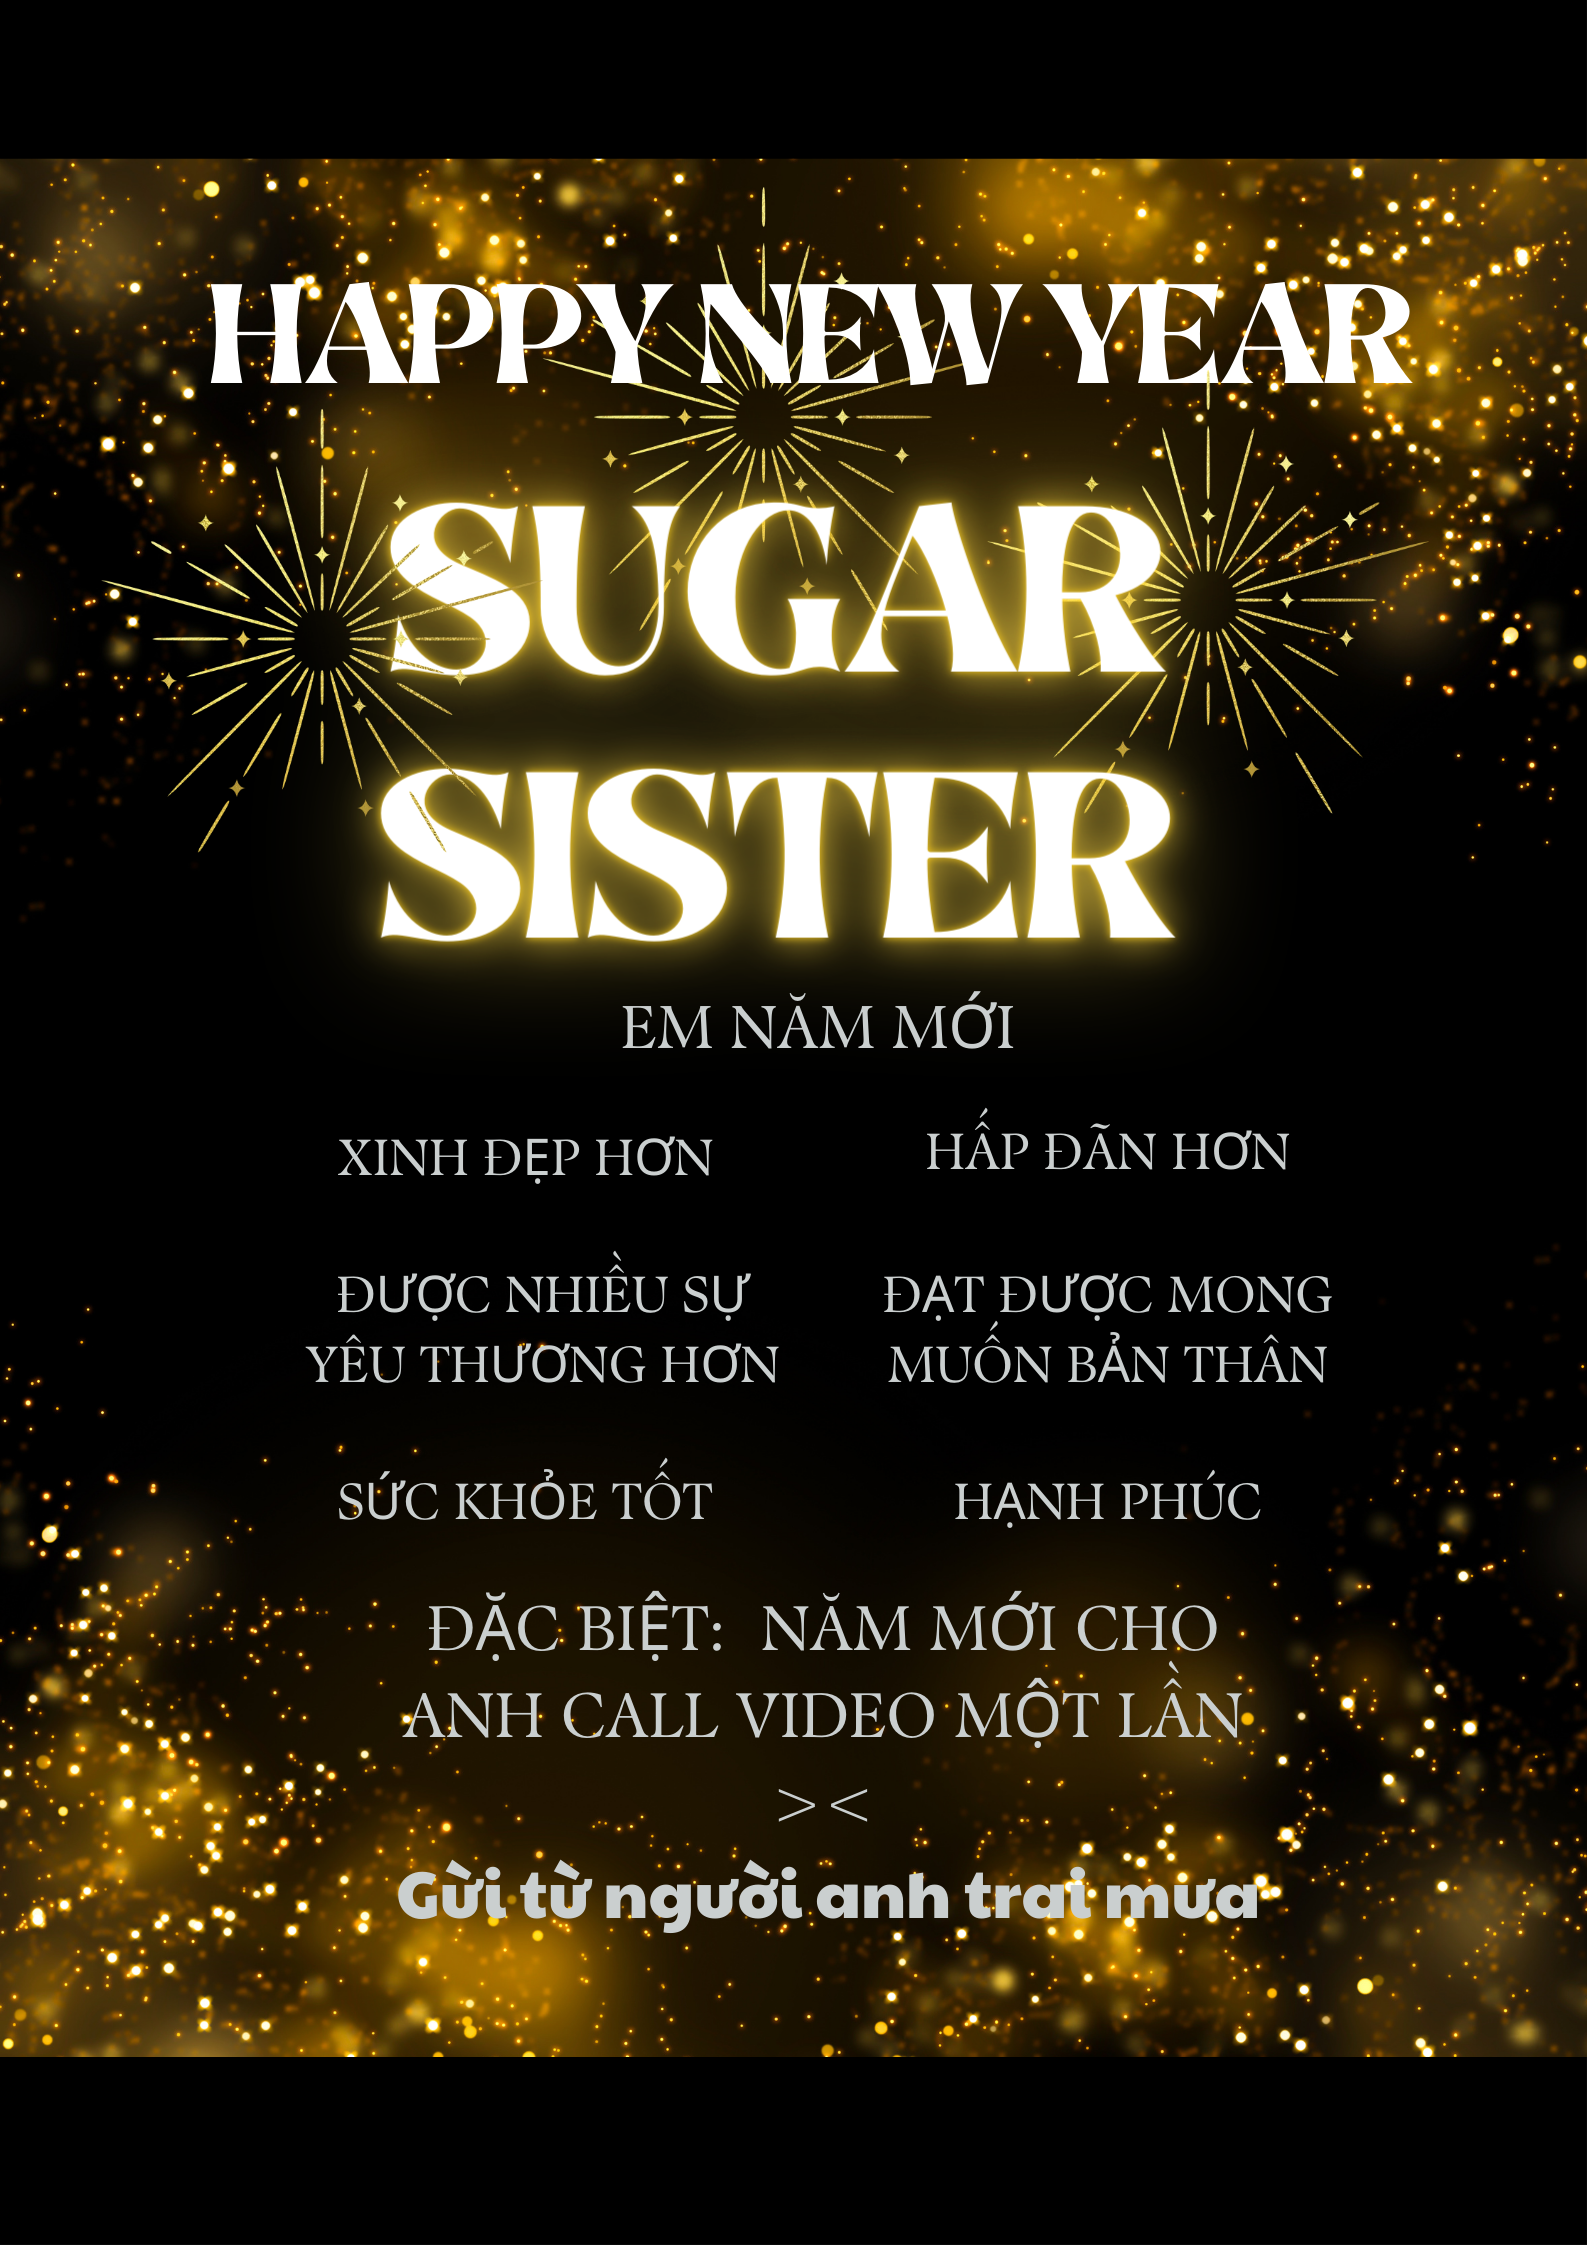 HAPPY NEW YEAR
SUGAR
SISTER
EM NĂM MỚI
XINH ĐẸP HƠN
HẤP ĐÃN HƠN
ĐƯỢC NHIỀU SỰ
YÊU THƯƠNG HƠN
ĐẠT ĐƯỢC MONG
MUỐN BẢN THÂN
SỨC KHỎE TỐT
HẠNH PHÚC
ĐẶC BIỆT: NĂM MỚI CHO
ANH CALL VIDEO MỘT LẦN
> <
Gừi từ người anh trai mưa